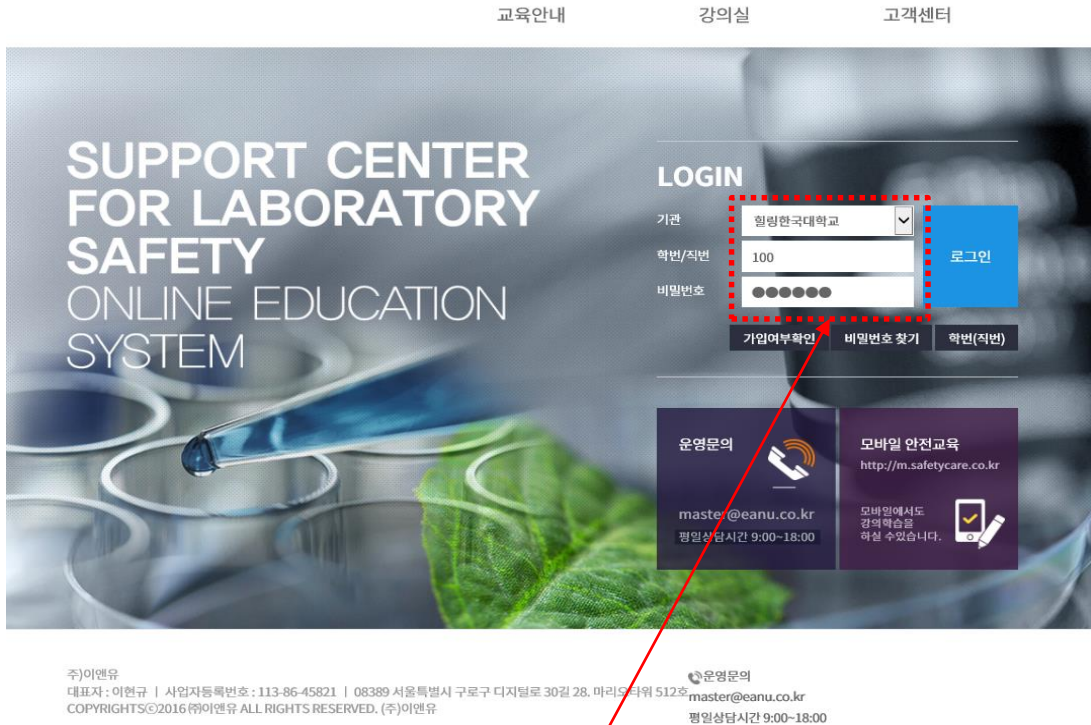 교육안내 강의실 고객센터
SUPPORT CENTER
FOR LABORATORY
SAFETY
ONLINE EDUCATION
SYSTEM
LOGIN
기관 힐링한국대학교
학번/직번 100
비밀번호 ●●●●●●
로그인
가입여부확인 비밀번호 찾기 학번(직번)
운영문의
master@eanu.co.kr
평일상담시간 9:00~18:00
모바일 안전교육
http://m.safetycare.co.kr
모바일에서도
강의학습을
하실 수있습니다.
주)이앤유
대표자 : 이현규 ㅣ 사업자등록번호 : 113-86-45821 ㅣ 08389 서울특별시 구로구 디지털로 30길 28. 마리오타워 512호
COPYRIGHTSⓒ2016 ㈜이앤유 ALL RIGHTS RESERVED. (주)이앤유
운영문의
master@eanu.co.kr
평일상담시간 9:00~18:00